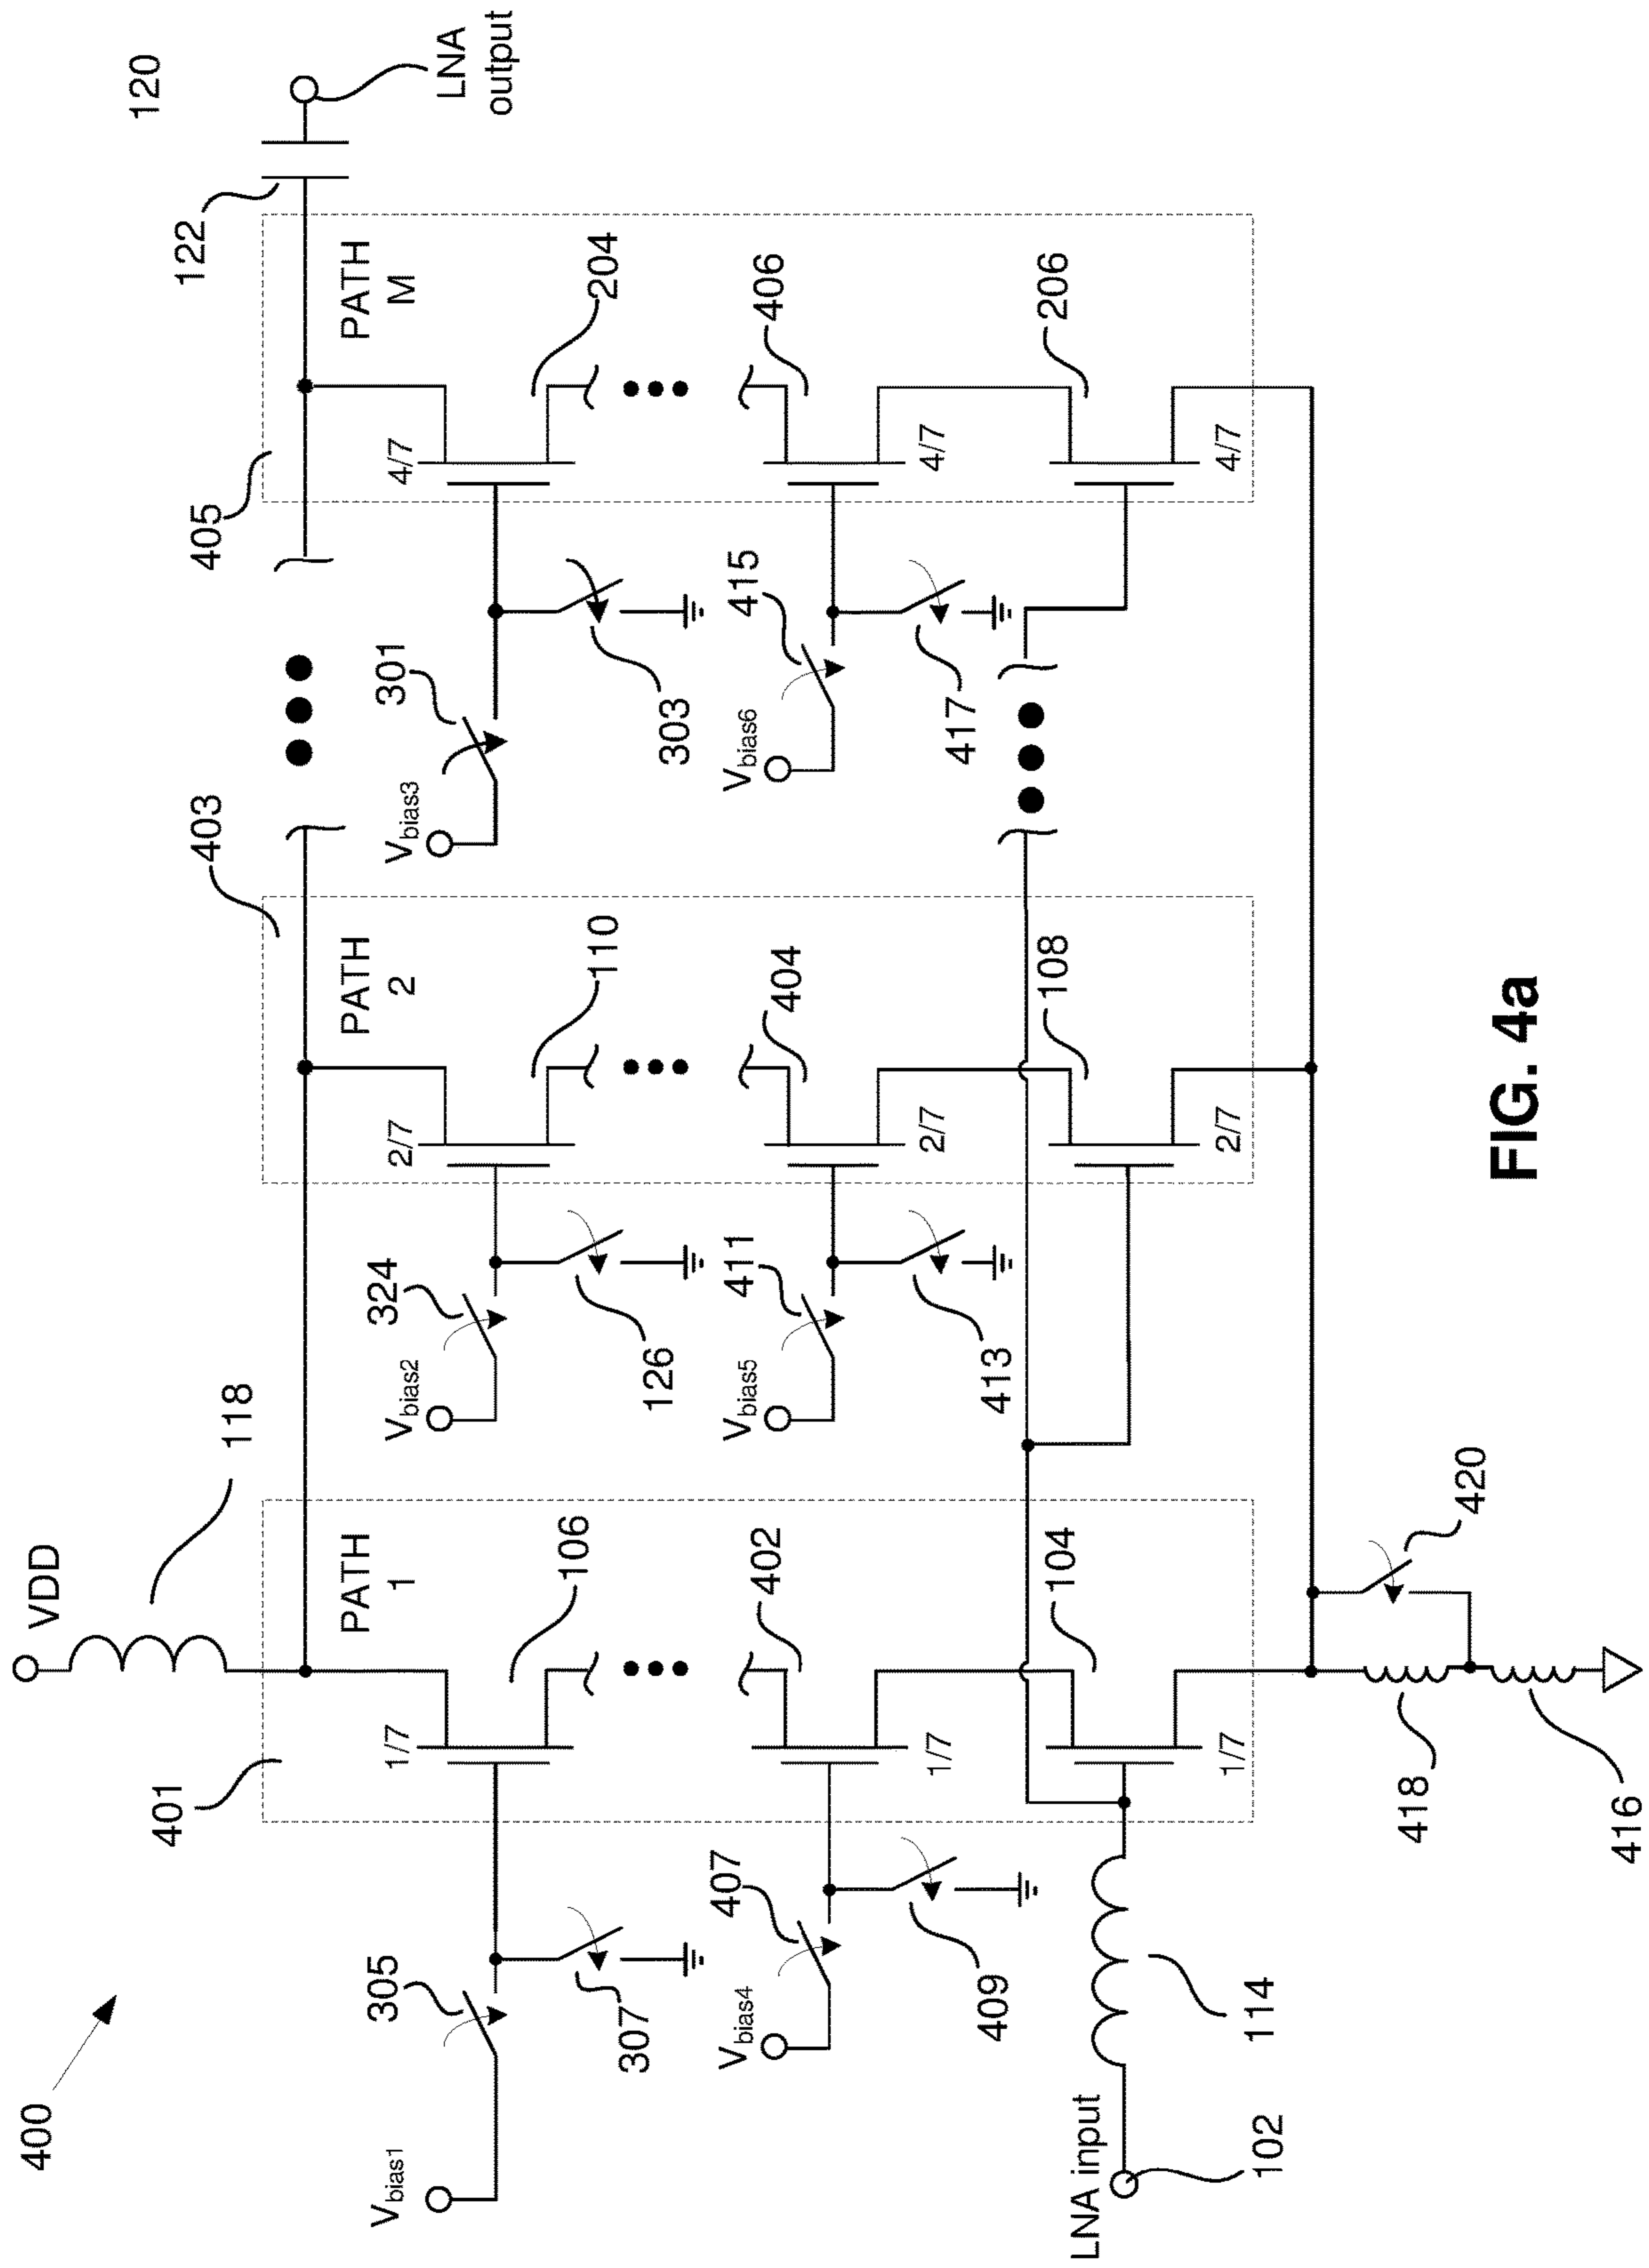 400
VDD
118
401
PATH
1
403
PATH
2
405
PATH
M
122
120
LNA
output
V_bias1
305
307
1/7
106
V_bias2
324
126
2/7
110
V_bias3
301
303
4/7
204
V_bias4
407
409
1/7
402
V_bias5
411
413
2/7
404
V_bias6
415
417
4/7
406
LNA input
102
114
1/7
104
2/7
108
4/7
206
418
416
420
FIG. 4a